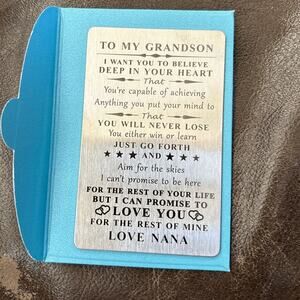 TO MY GRANDSON
I WANT YOU TO BELIEVE
DEEP IN YOUR HEART
That
You're capable of achieving
Anything you put your mind to
That
YOU WILL NEVER LOSE
You either win or learn
JUST GO FORTH
AND
Aim for the skies
I can't promise to be here
FOR THE REST OF YOUR LIFE
BUT I CAN PROMISE TO
LOVE YOU
FOR THE REST OF MINE
LOVE NANA